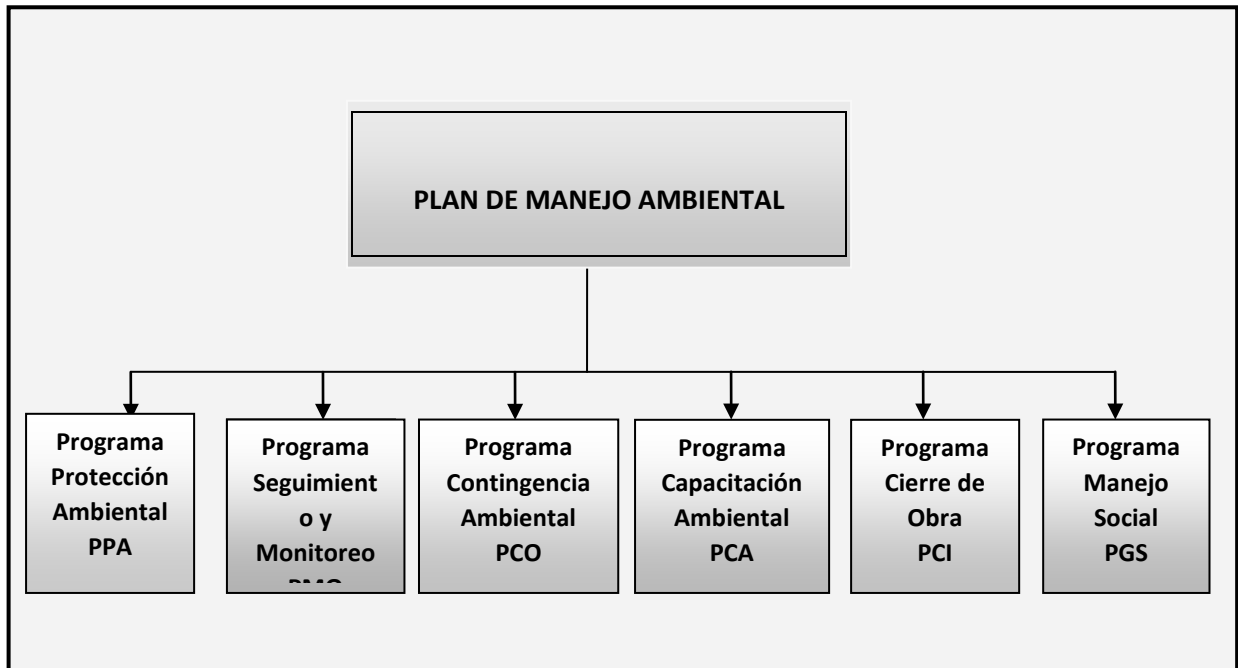 PLAN DE MANEJO AMBIENTAL
Programa
Protección
Ambiental
PPA
Programa
Seguimient
o y
Monitoreo
Programa
Contingencia
Ambiental
PCO
Programa
Capacitación
Ambiental
PCA
Programa
Cierre de
Obra
PCI
Programa
Manejo
Social
PGS